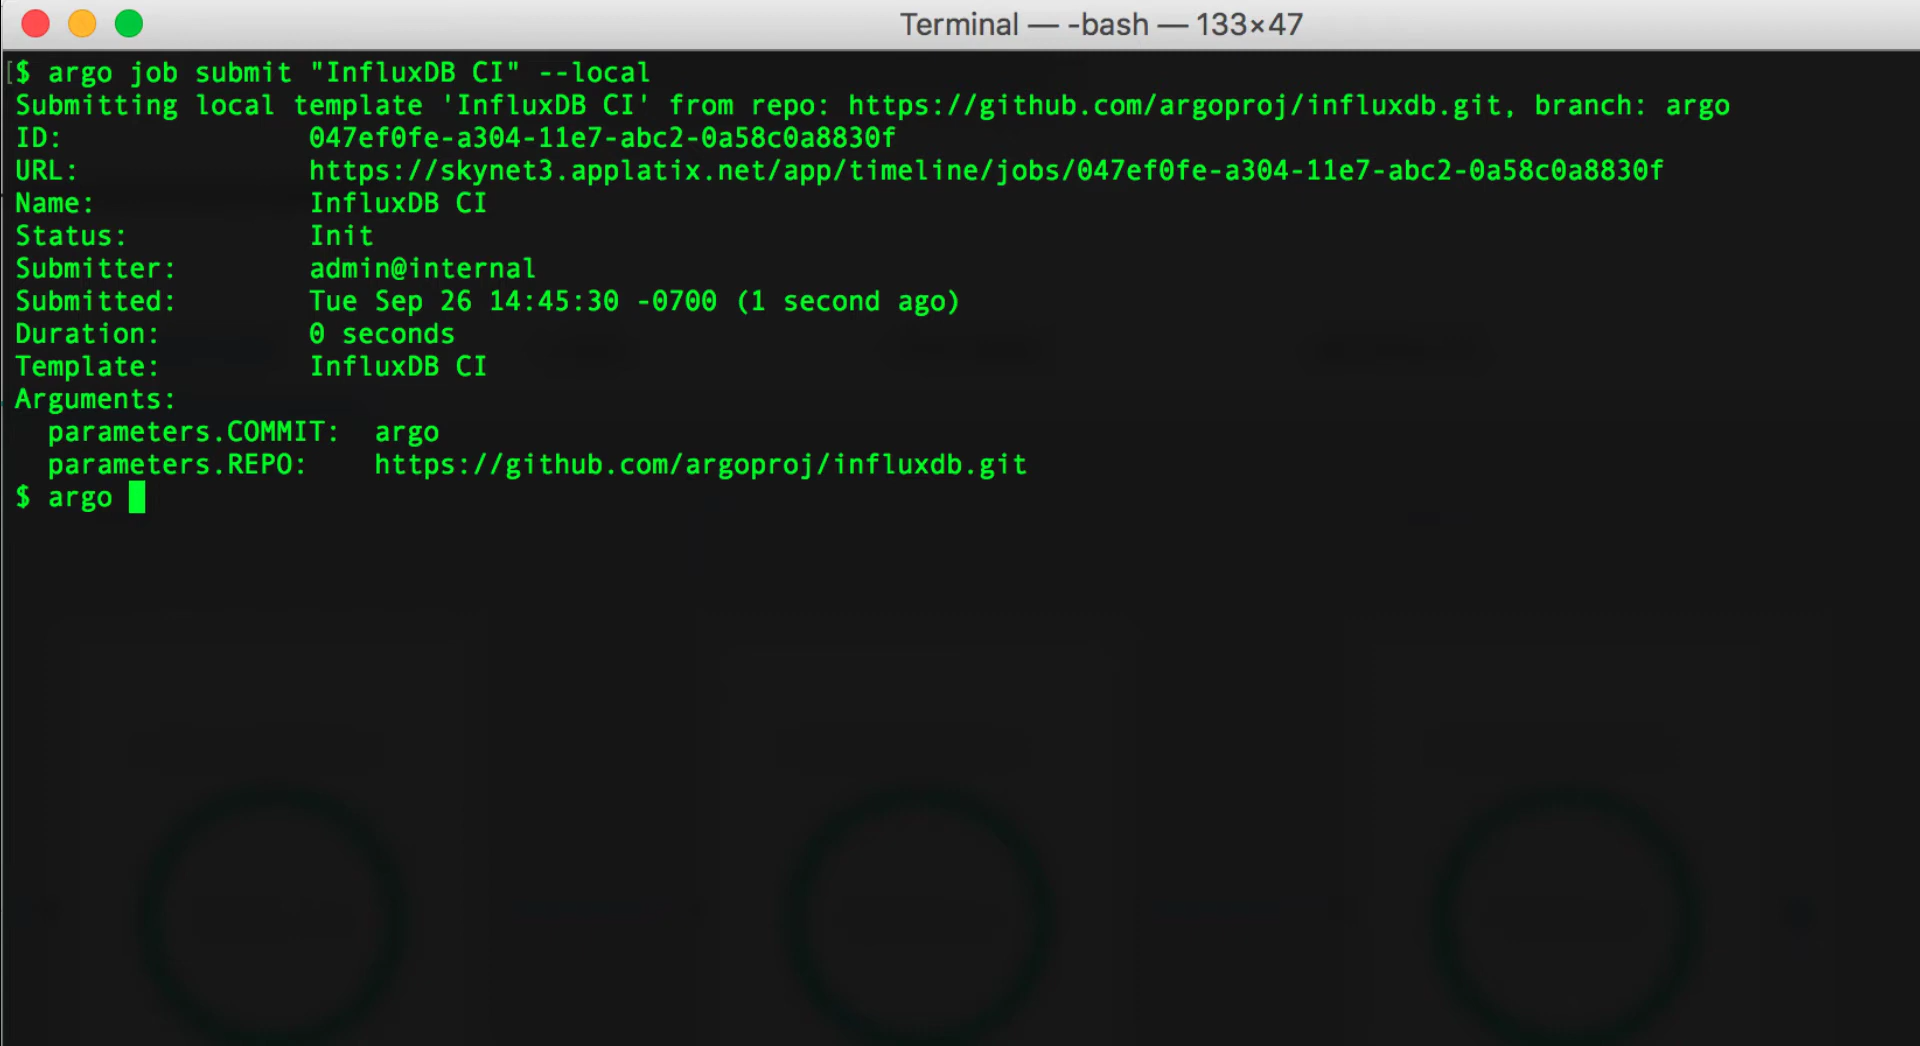 Terminal — -bash — 133×47
[$ argo job submit "InfluxDB CI" --local
Submitting local template 'InfluxDB CI' from repo: https://github.com/argoproj/influxdb.git, branch: argo
ID: 047ef0fe-a304-11e7-abc2-0a58c0a8830f
URL: https://skynet3.applatix.net/app/timeline/jobs/047ef0fe-a304-11e7-abc2-0a58c0a8830f
Name: InfluxDB CI
Status: Init
Submitter: admin@internal
Submitted: Tue Sep 26 14:45:30 -0700 (1 second ago)
Duration: 0 seconds
Template: InfluxDB CI
Arguments:
parameters.COMMIT: argo
parameters.REPO: https://github.com/argoproj/influxdb.git
$ argo